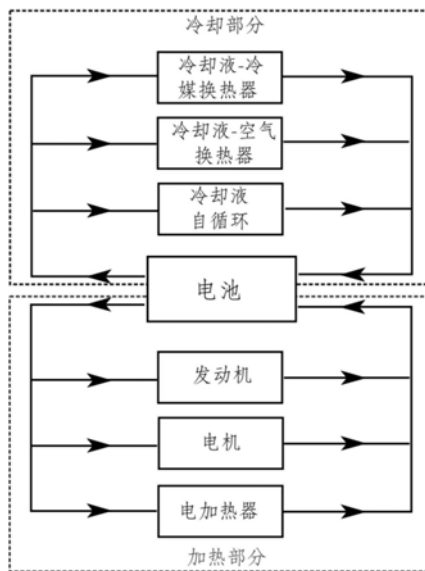 冷却部分
冷却液-冷
媒换热器
冷却液-空气
换热器
冷却液
自循环
电池
发动机
电机
电加热器
加热部分